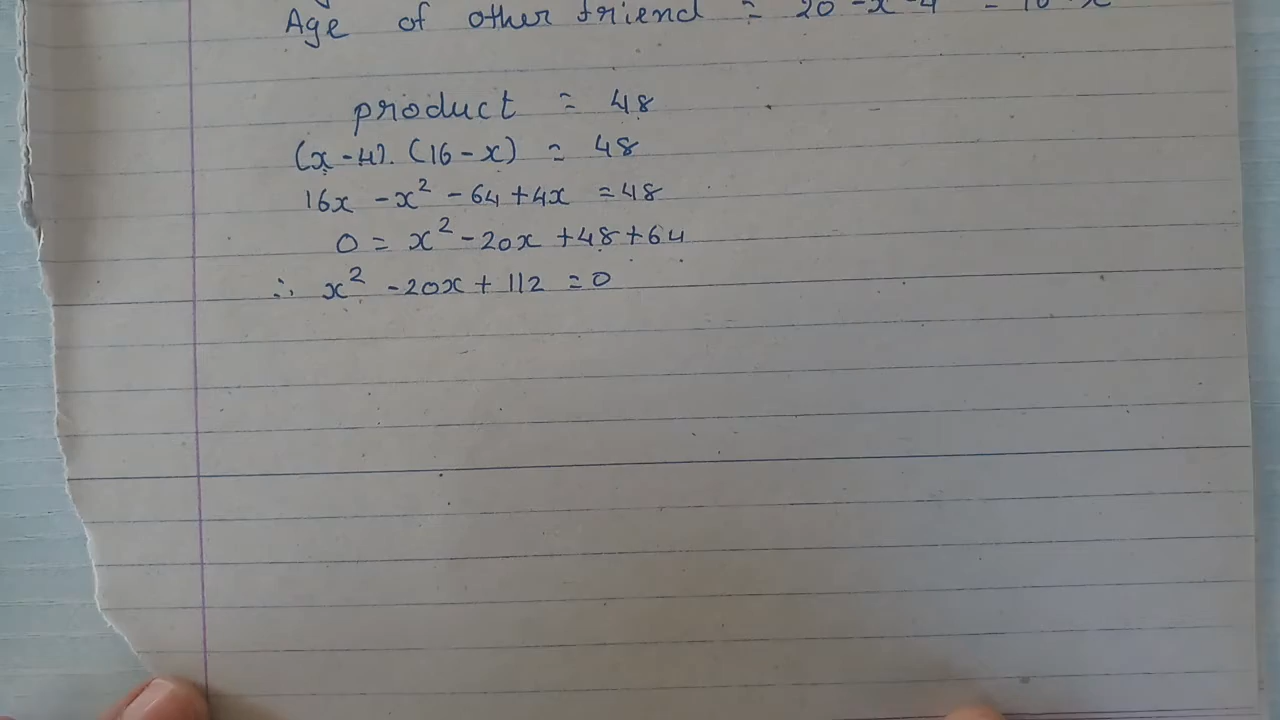 Age of other friend = 20-x-4 = 16-x
product = 48
(x-4).(16-x) = 48
16x - x² - 64 + 4x = 48
0 = x² - 20x + 48 + 64
∴ x² - 20x + 112 = 0